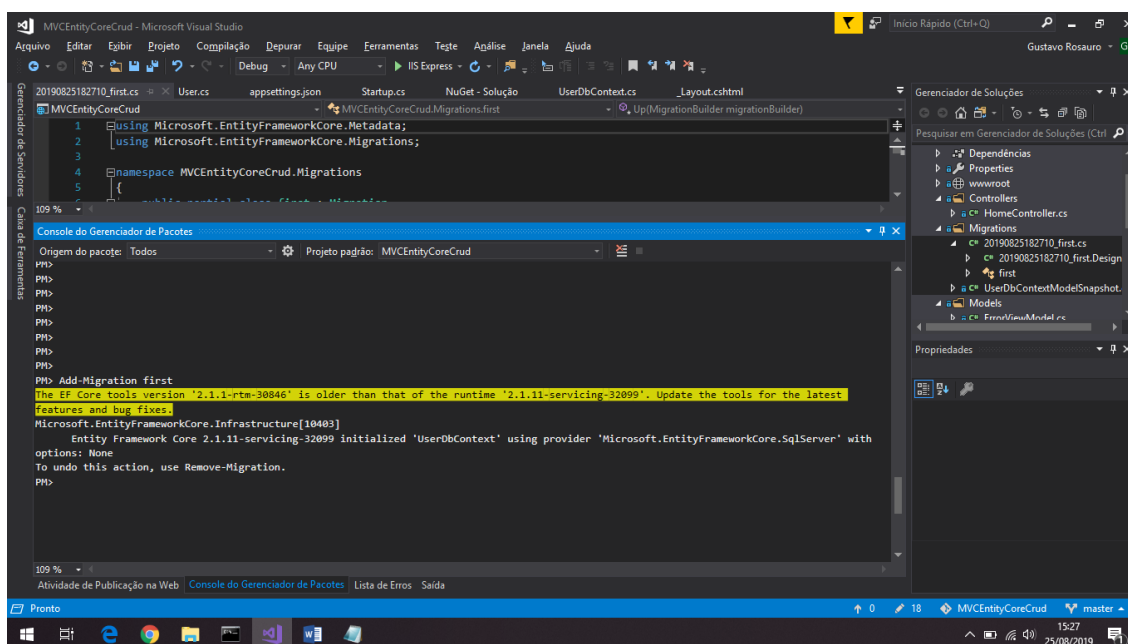 MVCEntityCoreCrud - Microsoft Visual Studio
Início Rápido (Ctrl+Q)
Arquivo Editar Exibir Projeto Compilação Depurar Equipe Ferramentas Teste Análise Janela Ajuda
Gustavo Rosauro G
Debug Any CPU IIS Express
Gerenciador de Servidores
Caixa de Ferramentas
20190825182710_first.cs User.cs appsettings.json Startup.cs NuGet - Solução UserDbContext.cs _Layout.cshtml
MVCEntityCoreCrud MVCEntityCoreCrud.Migrations.first Up(MigrationBuilder migrationBuilder)
1 using Microsoft.EntityFrameworkCore.Metadata;
2 using Microsoft.EntityFrameworkCore.Migrations;
3
4 namespace MVCEntityCoreCrud.Migrations
5 {
6 public partial class first : Migration
109 %
Console do Gerenciador de Pacotes
Origem do pacote: Todos Projeto padrão: MVCEntityCoreCrud
PM>
PM>
PM>
PM>
PM>
PM>
PM>
PM>
PM> Add-Migration first
The EF Core tools version '2.1.1-rtm-30846' is older than that of the runtime '2.1.11-servicing-32099'. Update the tools for the latest
features and bug fixes.
Microsoft.EntityFrameworkCore.Infrastructure[10403]
Entity Framework Core 2.1.11-servicing-32099 initialized 'UserDbContext' using provider 'Microsoft.EntityFrameworkCore.SqlServer' with
options: None
To undo this action, use Remove-Migration.
PM>
109 %
Atividade de Publicação na Web Console do Gerenciador de Pacotes Lista de Erros Saída
Gerenciador de Soluções
Pesquisar em Gerenciador de Soluções (Ctrl
Dependências
Properties
wwwroot
Controllers
C# HomeController.cs
Migrations
C# 20190825182710_first.cs
C# 20190825182710_first.Design
first
C# UserDbContextModelSnapshot.
Models
C# ErrorViewModel.cs
Propriedades
Pronto
0 18 MVCEntityCoreCrud master
15:27
25/08/2019